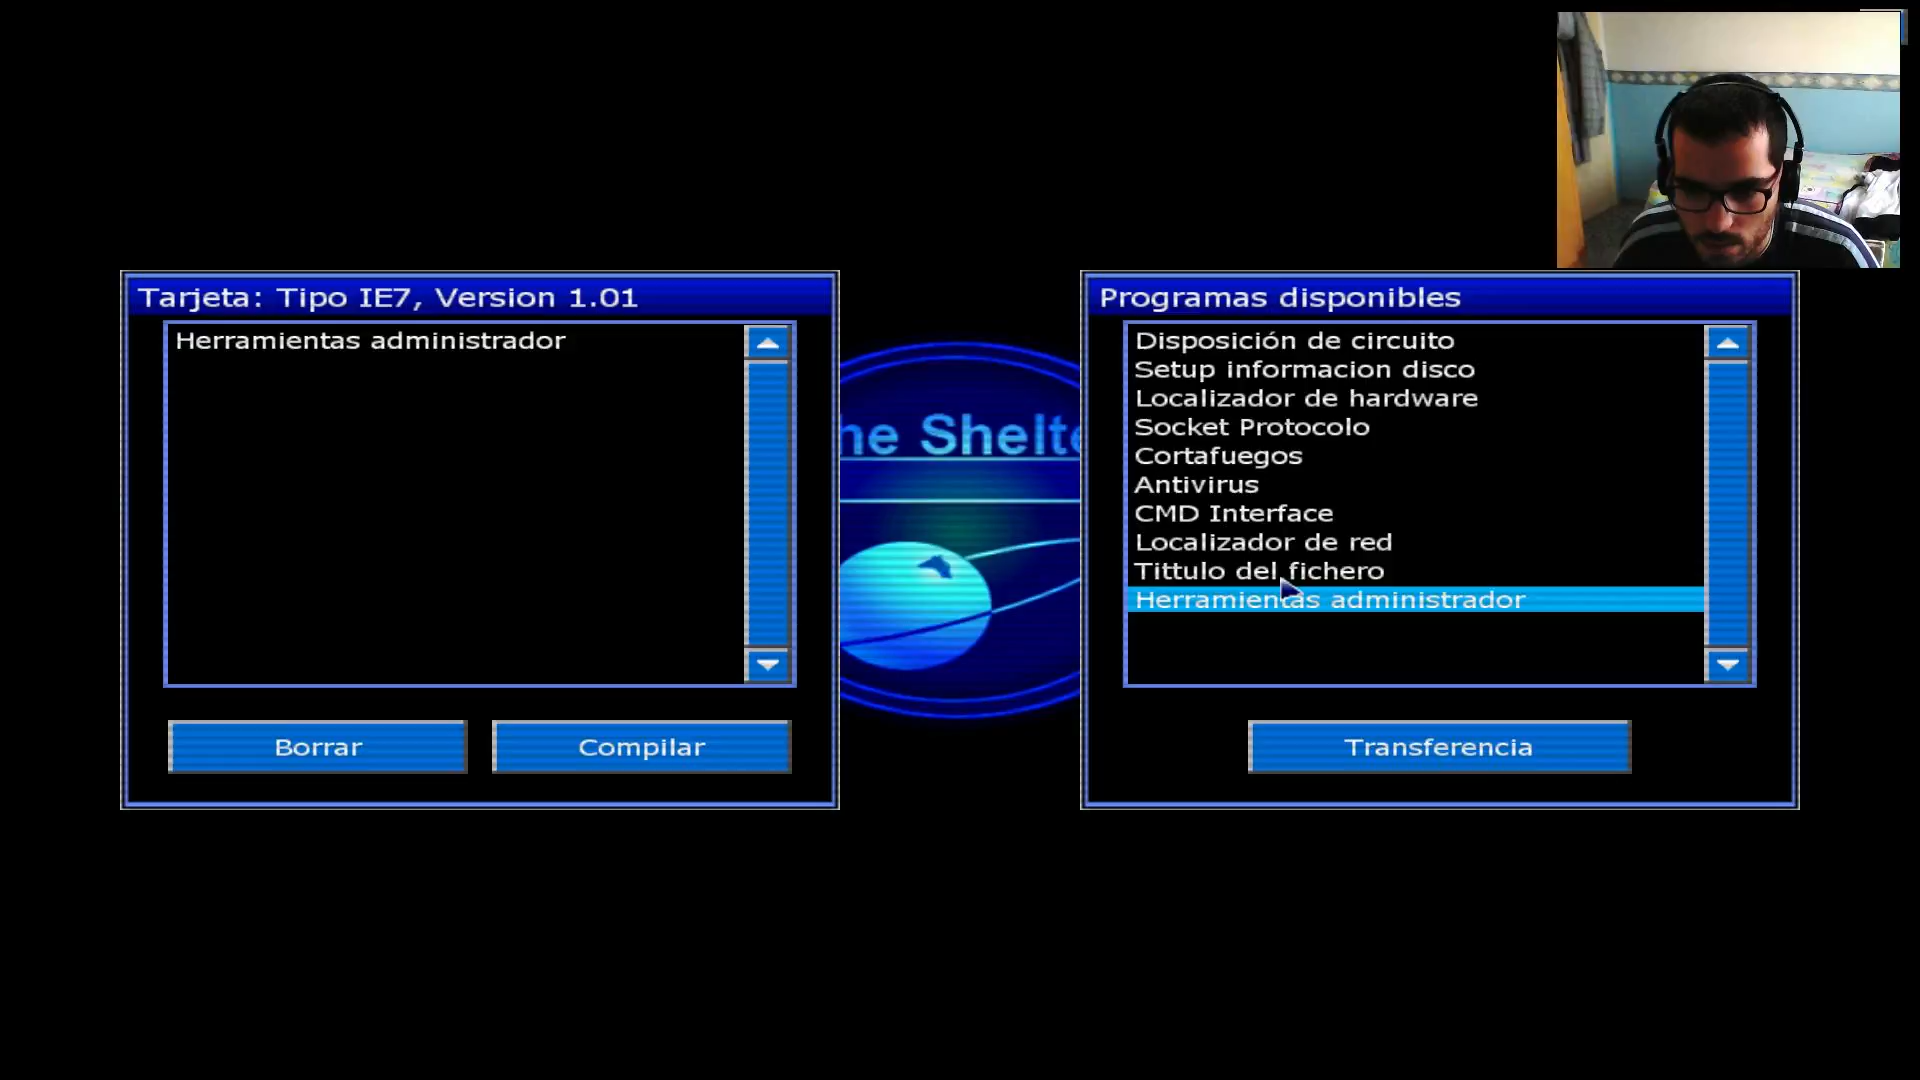 Tarjeta: Tipo IE7, Version 1.01
Herramientas administrador
Borrar
Compilar
he Shelte
Programas disponibles
Disposición de circuito
Setup informacion disco
Localizador de hardware
Socket Protocolo
Cortafuegos
Antivirus
CMD Interface
Localizador de red
Tittulo del fichero
Herramientas administrador
Transferencia